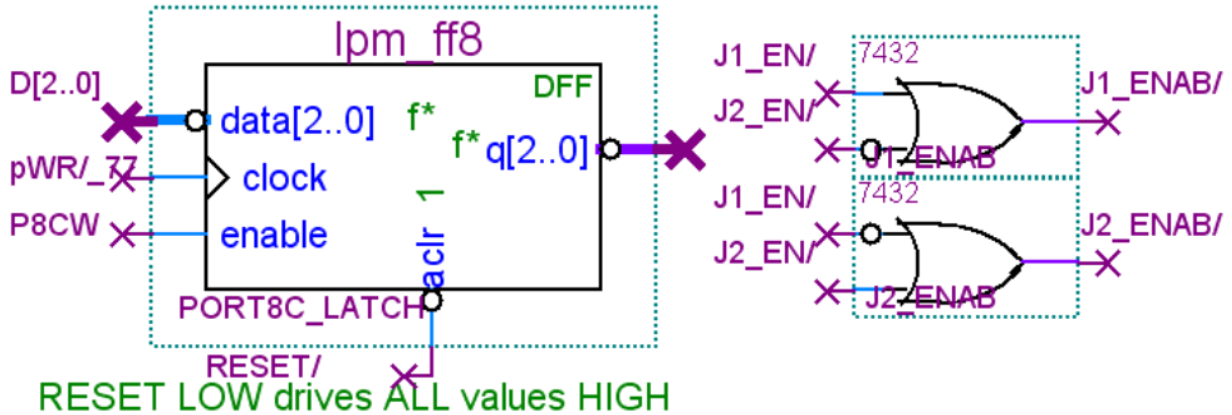 lpm_ff8
D[2..0]
DFF
data[2..0]
f*
f*
q[2..0]
pWR/_77
clock
P8CW
enable
1
aclr
PORT8C_LATCH
RESET/
RESET LOW drives ALL values HIGH
J1_EN/
7432
J1_ENAB/
J2_EN/
J1_ENAB
J1_EN/
7432
J2_ENAB/
J2_EN/
J2_ENAB